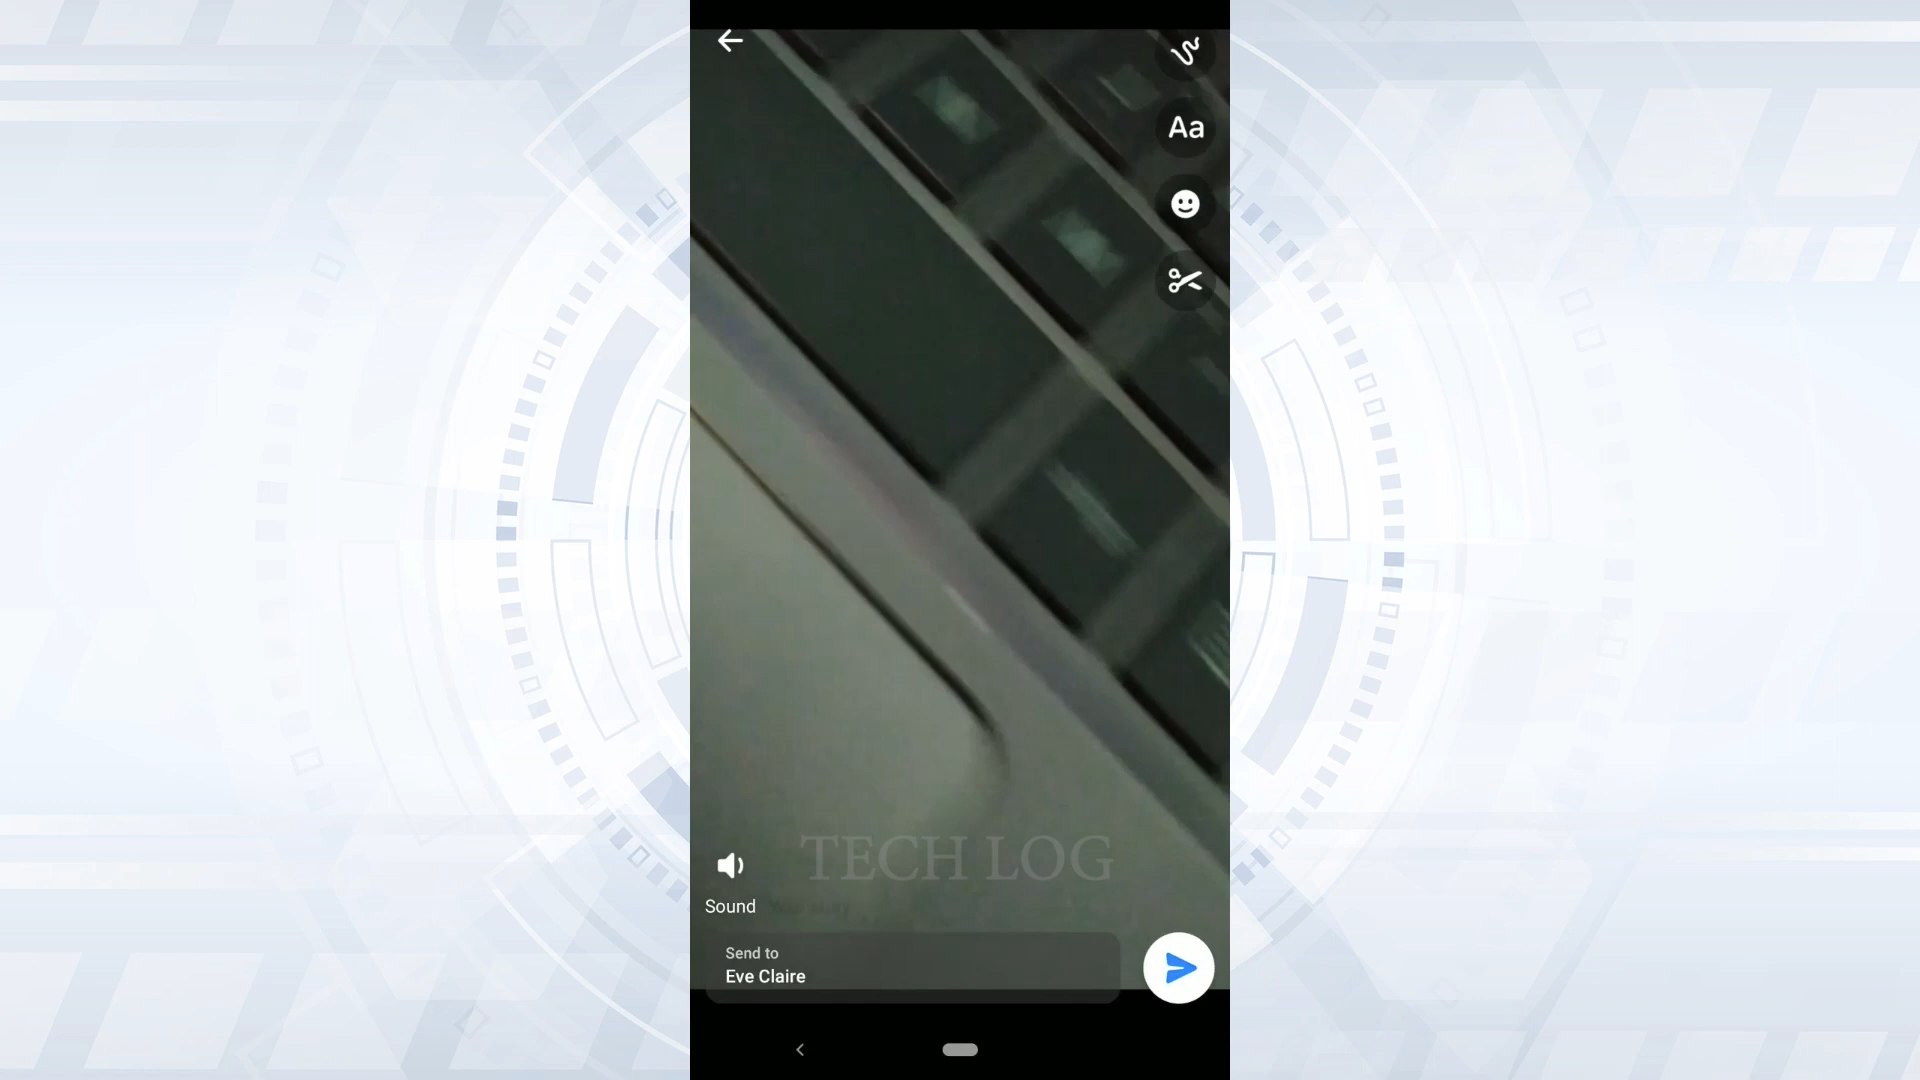 Aa
TECH LOG
Sound
Send to
Eve Claire